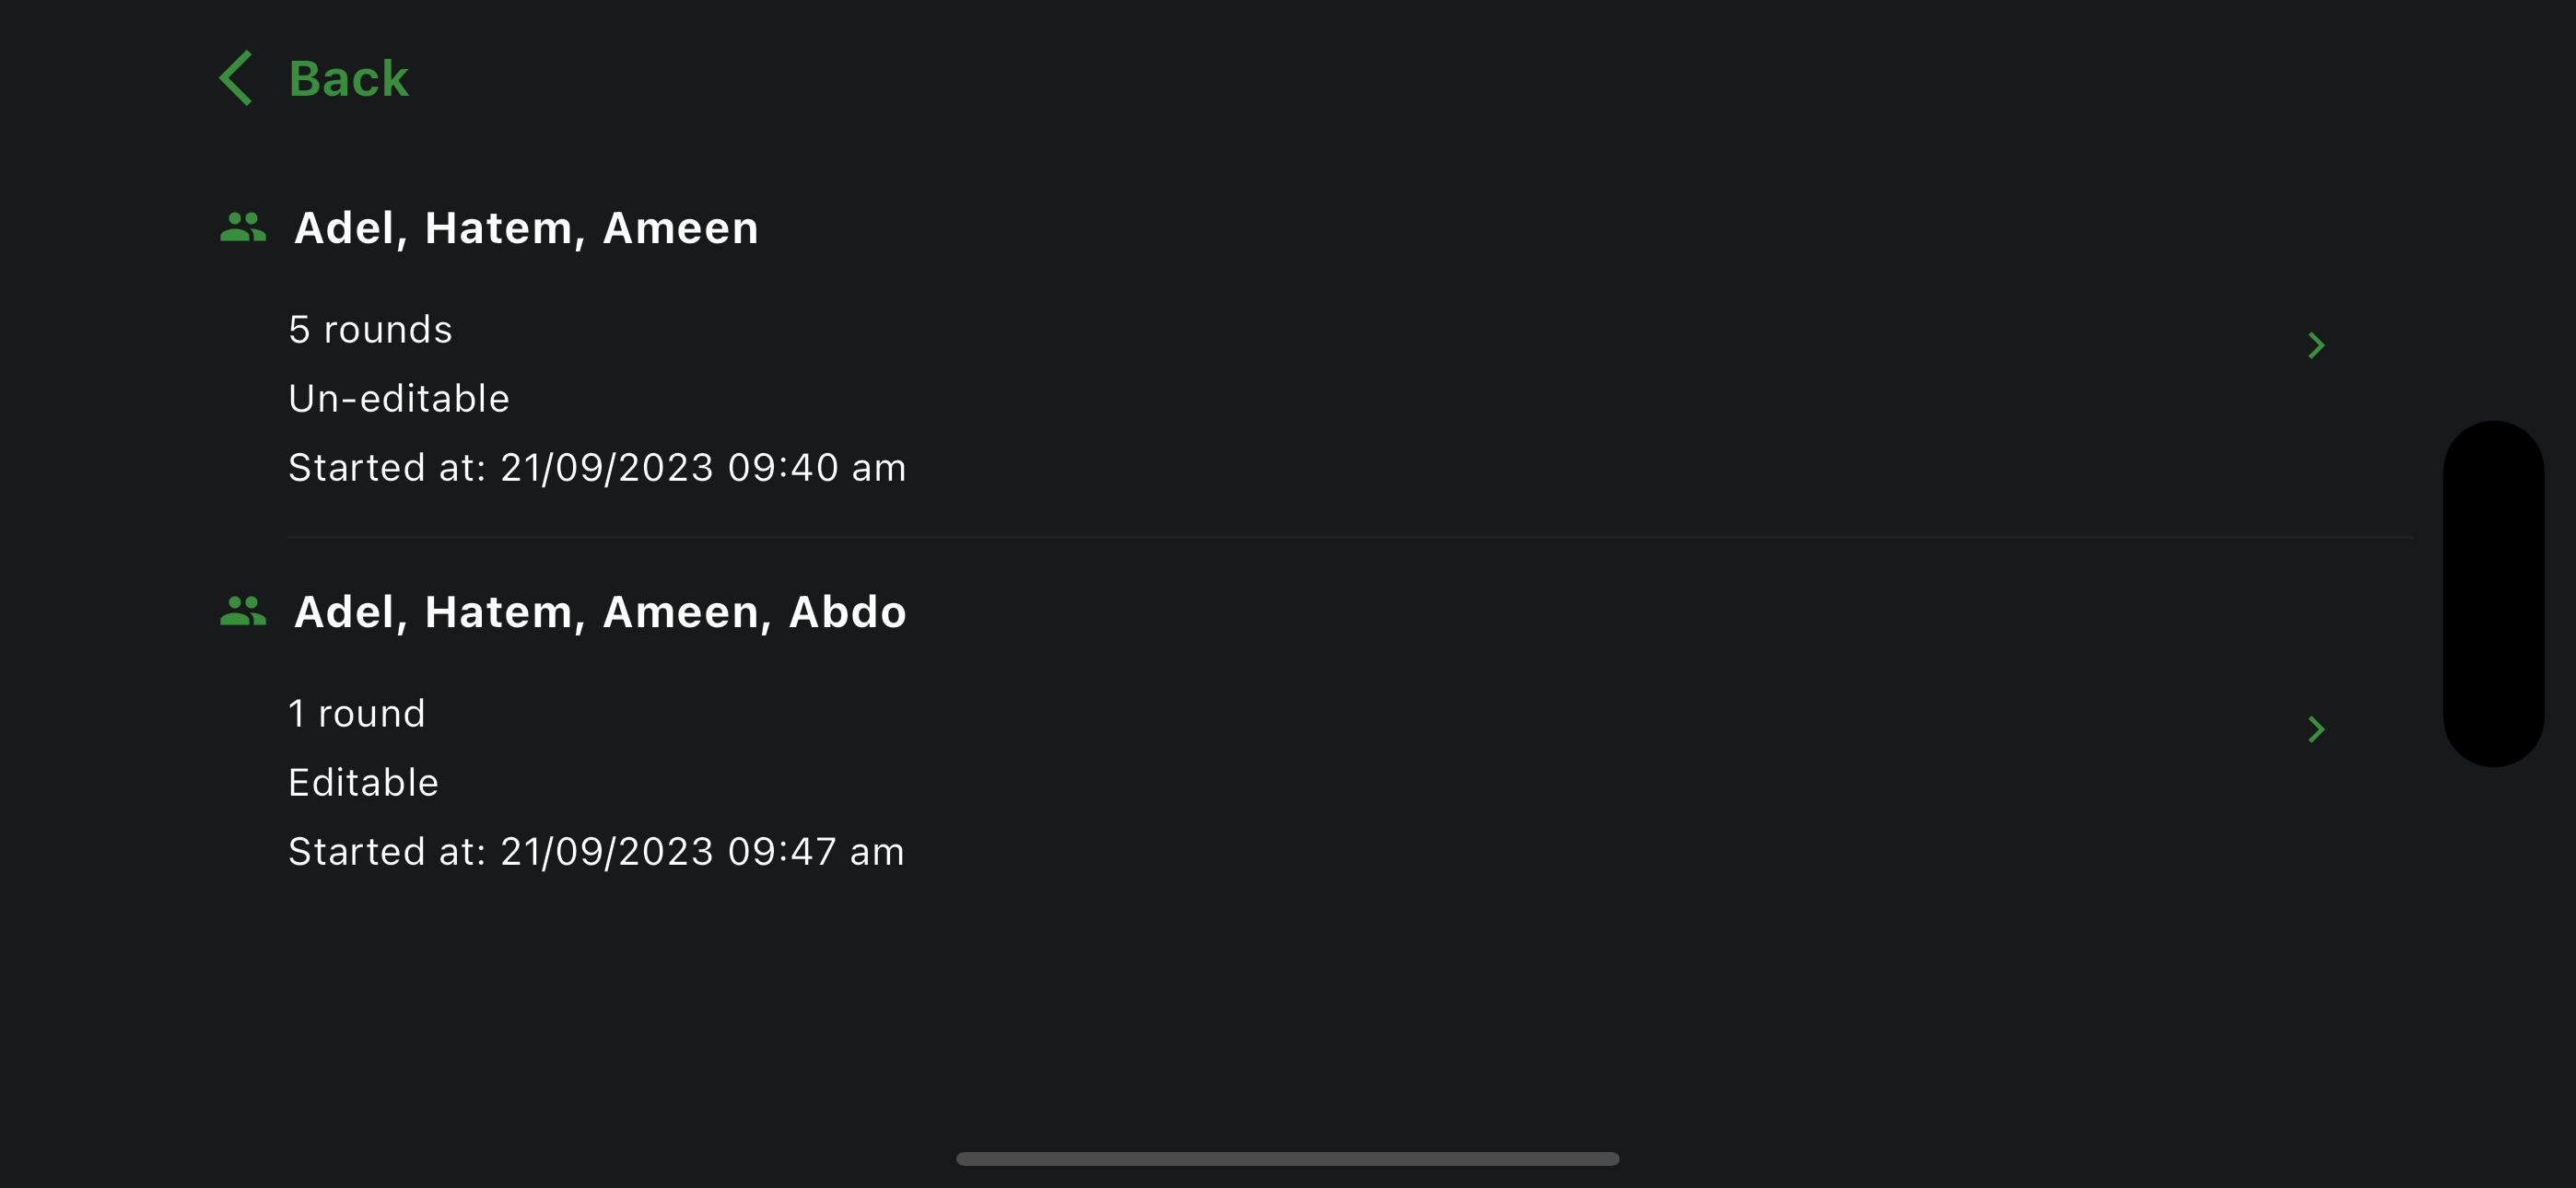 Back
Adel, Hatem, Ameen
5 rounds
Un-editable
Started at: 21/09/2023 09:40 am
Adel, Hatem, Ameen, Abdo
1 round
Editable
Started at: 21/09/2023 09:47 am